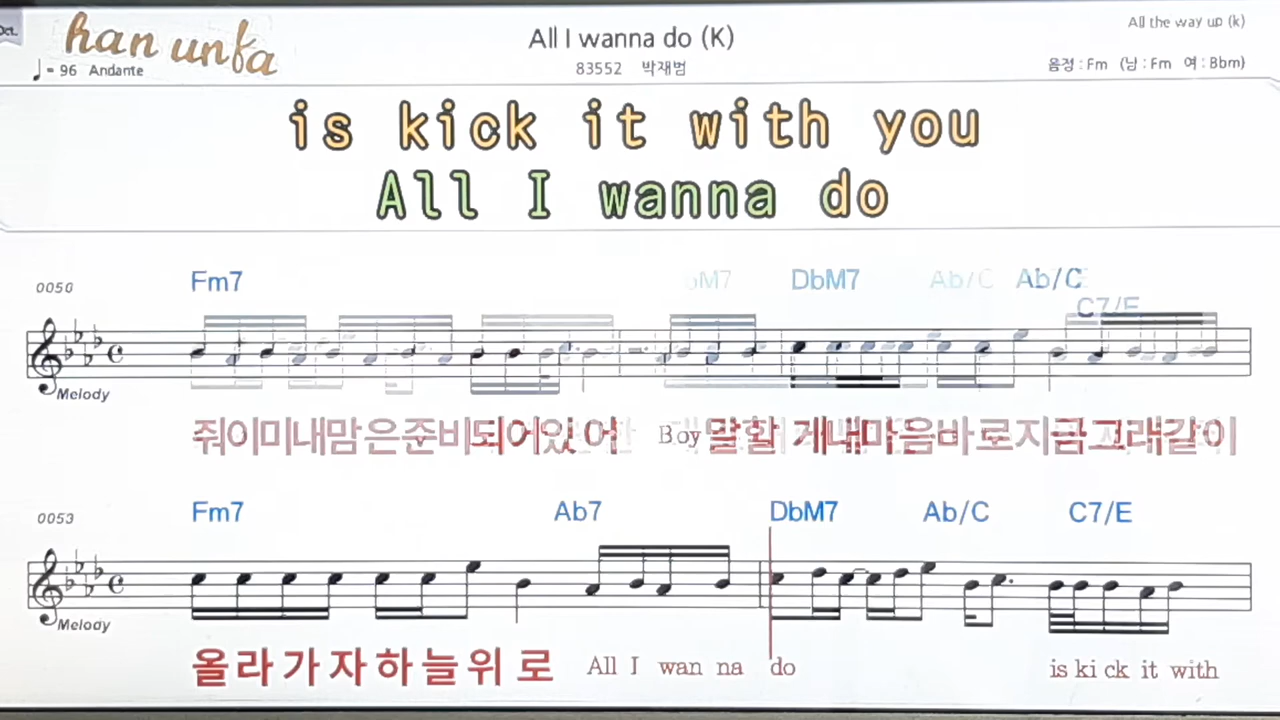 Oct.
han unfa
All I wanna do (K)
All the way up (k)
♩= 96 Andante
83552 박재범
음정 : Fm (남 : Fm 여 : Bbm)
is kick it with you
All I wanna do
0050
Fm7 DbM7 Ab/C C7/E
Melody
줘이미내맘은준비되어있어 Boy 말할게내마음바로지금그래같이
0053
Fm7 Ab7 DbM7 Ab/C C7/E
Melody
올라가자하늘위로 All I wan na do is ki ck it with